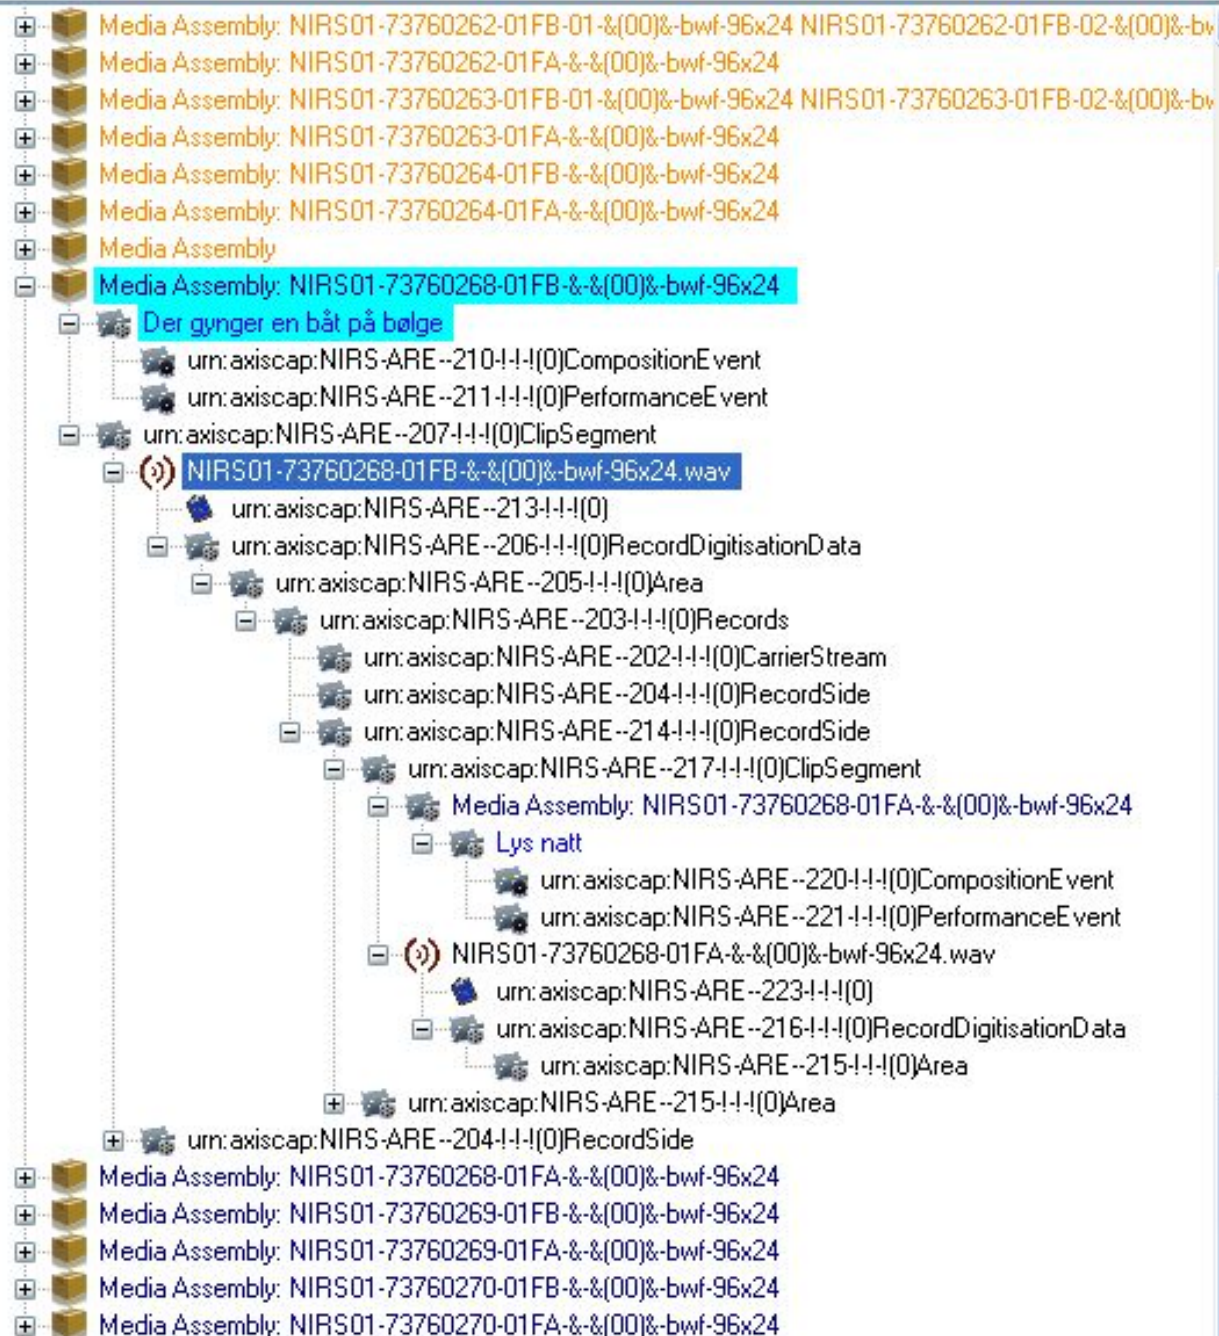 Media Assembly: NIRS01-73760262-01FB-01-&(00)&-bwf-96x24 NIRS01-73760262-01FB-02-&(00)&-bw
Media Assembly: NIRS01-73760262-01FA-&-&(00)&-bwf-96x24
Media Assembly: NIRS01-73760263-01FB-01-&(00)&-bwf-96x24 NIRS01-73760263-01FB-02-&(00)&-bw
Media Assembly: NIRS01-73760263-01FA-&-&(00)&-bwf-96x24
Media Assembly: NIRS01-73760264-01FB-&-&(00)&-bwf-96x24
Media Assembly: NIRS01-73760264-01FA-&-&(00)&-bwf-96x24
Media Assembly
Media Assembly: NIRS01-73760268-01FB-&-&(00)&-bwf-96x24
Der gynger en båt på bølge
urn:axiscap:NIRS-ARE--210-!-!-!(0)CompositionEvent
urn:axiscap:NIRS-ARE--211-!-!-!(0)PerformanceEvent
urn:axiscap:NIRS-ARE--207-!-!-!(0)ClipSegment
NIRS01-73760268-01FB-&-&(00)&-bwf-96x24.wav
urn:axiscap:NIRS-ARE--213-!-!-!(0)
urn:axiscap:NIRS-ARE--206-!-!-!(0)RecordDigitisationData
urn:axiscap:NIRS-ARE--205-!-!-!(0)Area
urn:axiscap:NIRS-ARE--203-!-!-!(0)Records
urn:axiscap:NIRS-ARE--202-!-!-!(0)CarrierStream
urn:axiscap:NIRS-ARE--204-!-!-!(0)RecordSide
urn:axiscap:NIRS-ARE--214-!-!-!(0)RecordSide
urn:axiscap:NIRS-ARE--217-!-!-!(0)ClipSegment
Media Assembly: NIRS01-73760268-01FA-&-&(00)&-bwf-96x24
Lys natt
urn:axiscap:NIRS-ARE--220-!-!-!(0)CompositionEvent
urn:axiscap:NIRS-ARE--221-!-!-!(0)PerformanceEvent
NIRS01-73760268-01FA-&-&(00)&-bwf-96x24.wav
urn:axiscap:NIRS-ARE--223-!-!-!(0)
urn:axiscap:NIRS-ARE--216-!-!-!(0)RecordDigitisationData
urn:axiscap:NIRS-ARE--215-!-!-!(0)Area
urn:axiscap:NIRS-ARE--215-!-!-!(0)Area
urn:axiscap:NIRS-ARE--204-!-!-!(0)RecordSide
Media Assembly: NIRS01-73760268-01FA-&-&(00)&-bwf-96x24
Media Assembly: NIRS01-73760269-01FB-&-&(00)&-bwf-96x24
Media Assembly: NIRS01-73760269-01FA-&-&(00)&-bwf-96x24
Media Assembly: NIRS01-73760270-01FB-&-&(00)&-bwf-96x24
Media Assembly: NIRS01-73760270-01FA-&-&(00)&-bwf-96x24